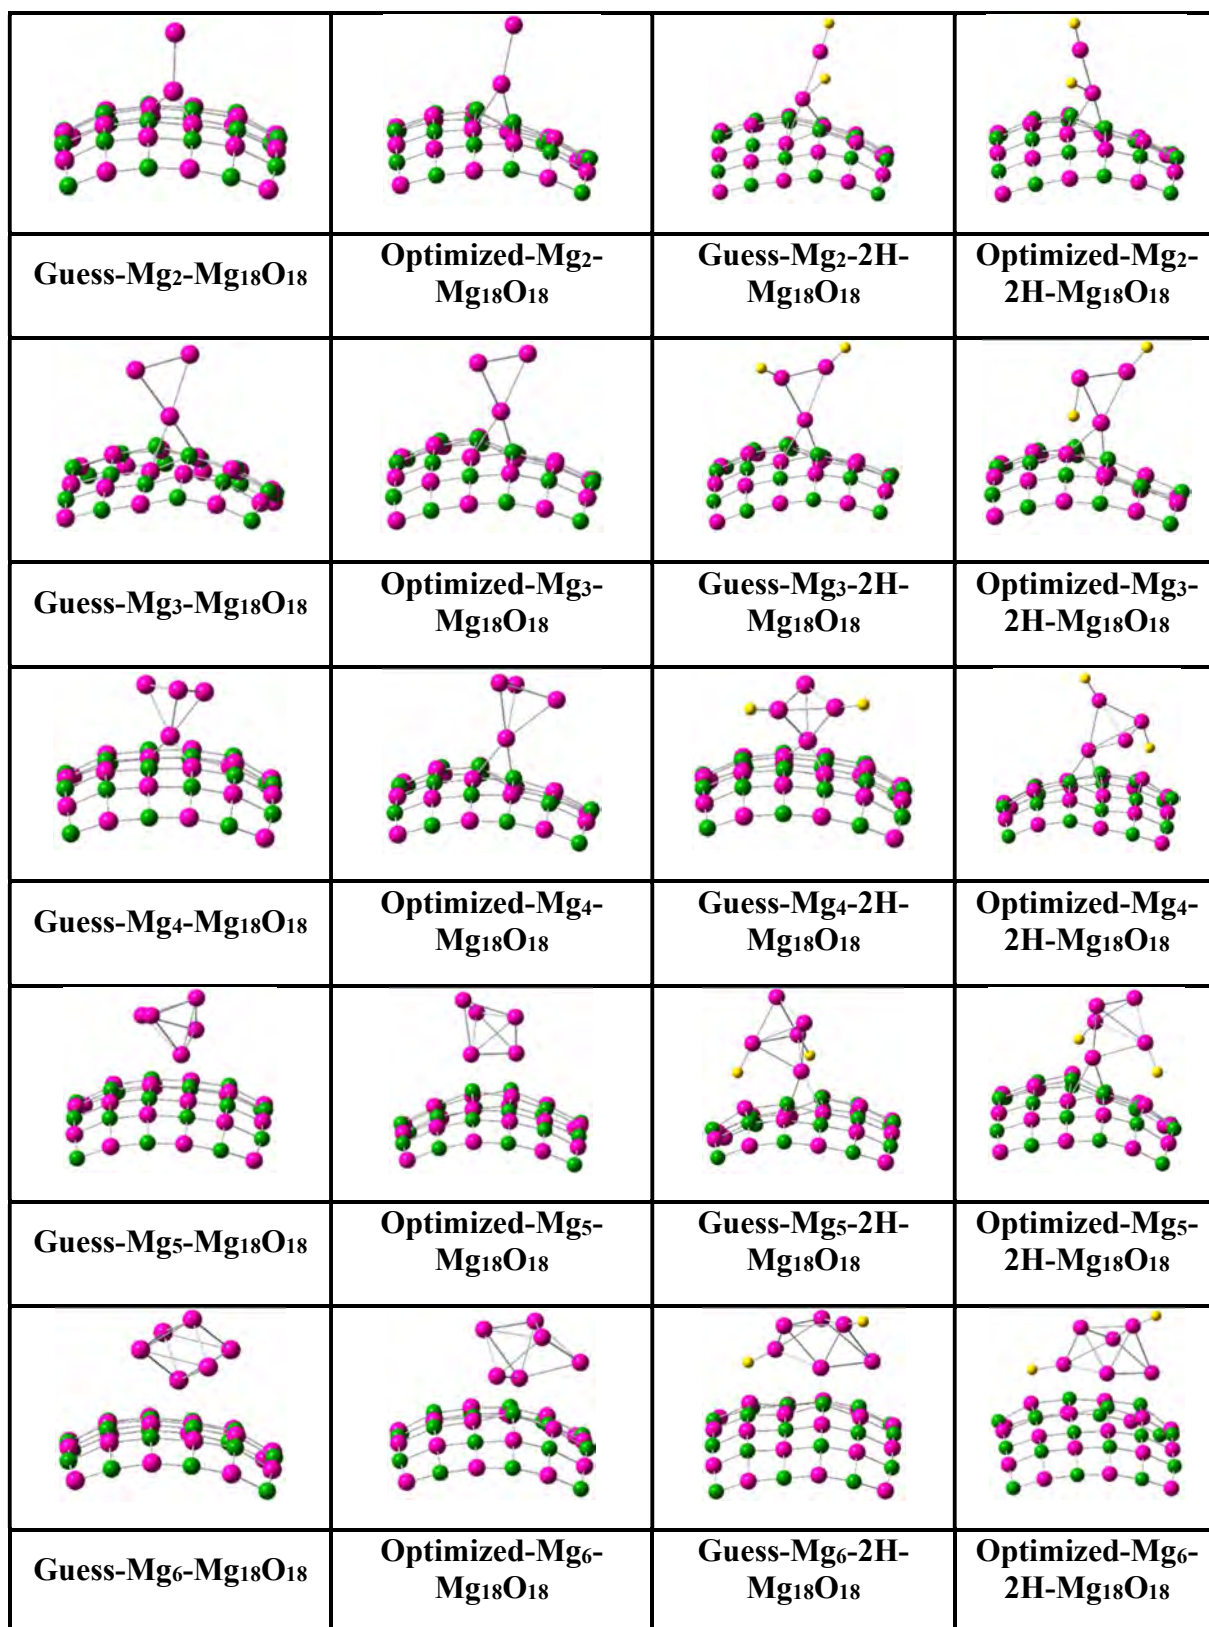 Guess-Mg₂-Mg₁₈O₁₈
Optimized-Mg₂-
Mg₁₈O₁₈
Guess-Mg₂-2H-
Mg₁₈O₁₈
Optimized-Mg₂-
2H-Mg₁₈O₁₈
Guess-Mg₃-Mg₁₈O₁₈
Optimized-Mg₃-
Mg₁₈O₁₈
Guess-Mg₃-2H-
Mg₁₈O₁₈
Optimized-Mg₃-
2H-Mg₁₈O₁₈
Guess-Mg₄-Mg₁₈O₁₈
Optimized-Mg₄-
Mg₁₈O₁₈
Guess-Mg₄-2H-
Mg₁₈O₁₈
Optimized-Mg₄-
2H-Mg₁₈O₁₈
Guess-Mg₅-Mg₁₈O₁₈
Optimized-Mg₅-
Mg₁₈O₁₈
Guess-Mg₅-2H-
Mg₁₈O₁₈
Optimized-Mg₅-
2H-Mg₁₈O₁₈
Guess-Mg₆-Mg₁₈O₁₈
Optimized-Mg₆-
Mg₁₈O₁₈
Guess-Mg₆-2H-
Mg₁₈O₁₈
Optimized-Mg₆-
2H-Mg₁₈O₁₈